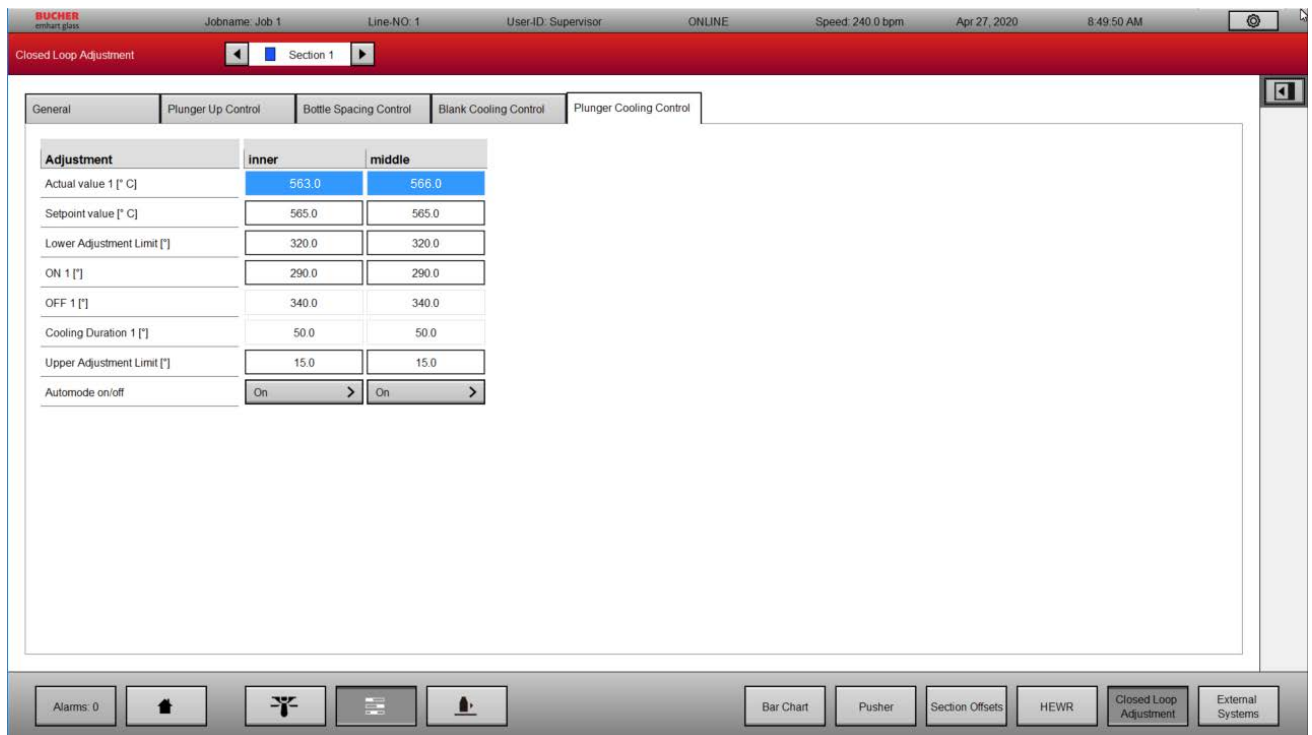 BUCHER
emhart glass
Jobname: Job 1 Line-NO: 1 User-ID: Supervisor ONLINE Speed: 240.0 bpm Apr 27, 2020 8:49:50 AM
Closed Loop Adjustment Section 1
General Plunger Up Control Bottle Spacing Control Blank Cooling Control Plunger Cooling Control
Adjustment inner middle
Actual value 1 [° C] 563.0 566.0
Setpoint value [° C] 565.0 565.0
Lower Adjustment Limit [°] 320.0 320.0
ON 1 [°] 290.0 290.0
OFF 1 [°] 340.0 340.0
Cooling Duration 1 [°] 50.0 50.0
Upper Adjustment Limit [°] 15.0 15.0
Automode on/off On On
Alarms: 0 Bar Chart Pusher Section Offsets HEWR Closed Loop Adjustment External Systems